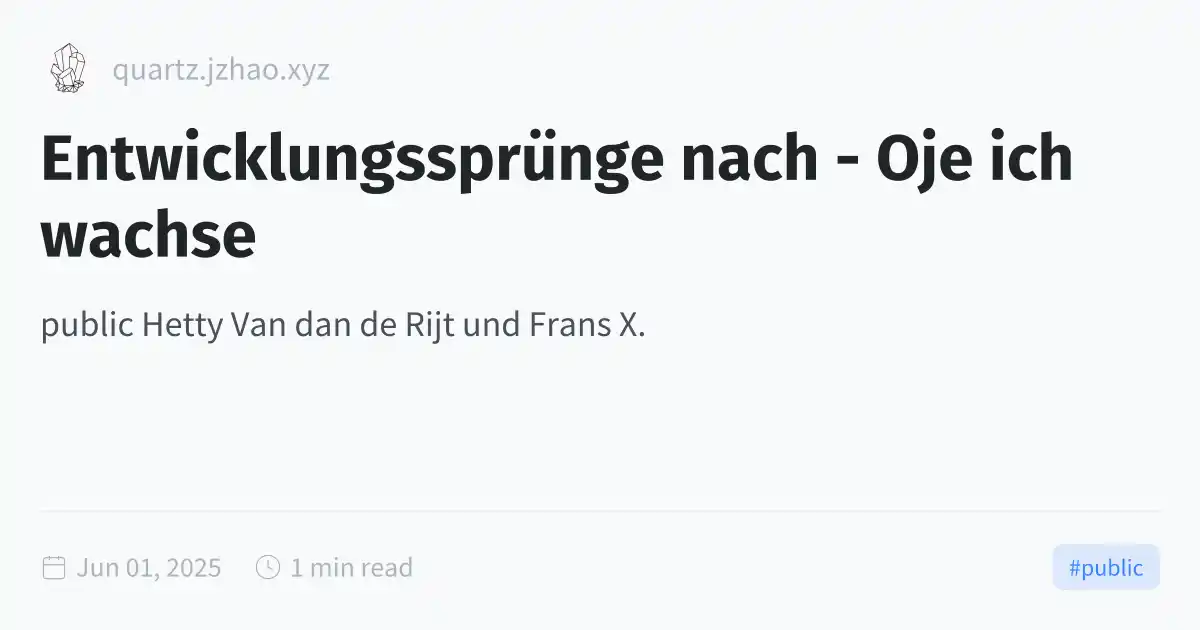 quartz.jzhao.xyz
Entwicklungssprünge nach - Oje ich
wachse
public Hetty Van dan de Rijt und Frans X.
Jun 01, 2025
1 min read
#public